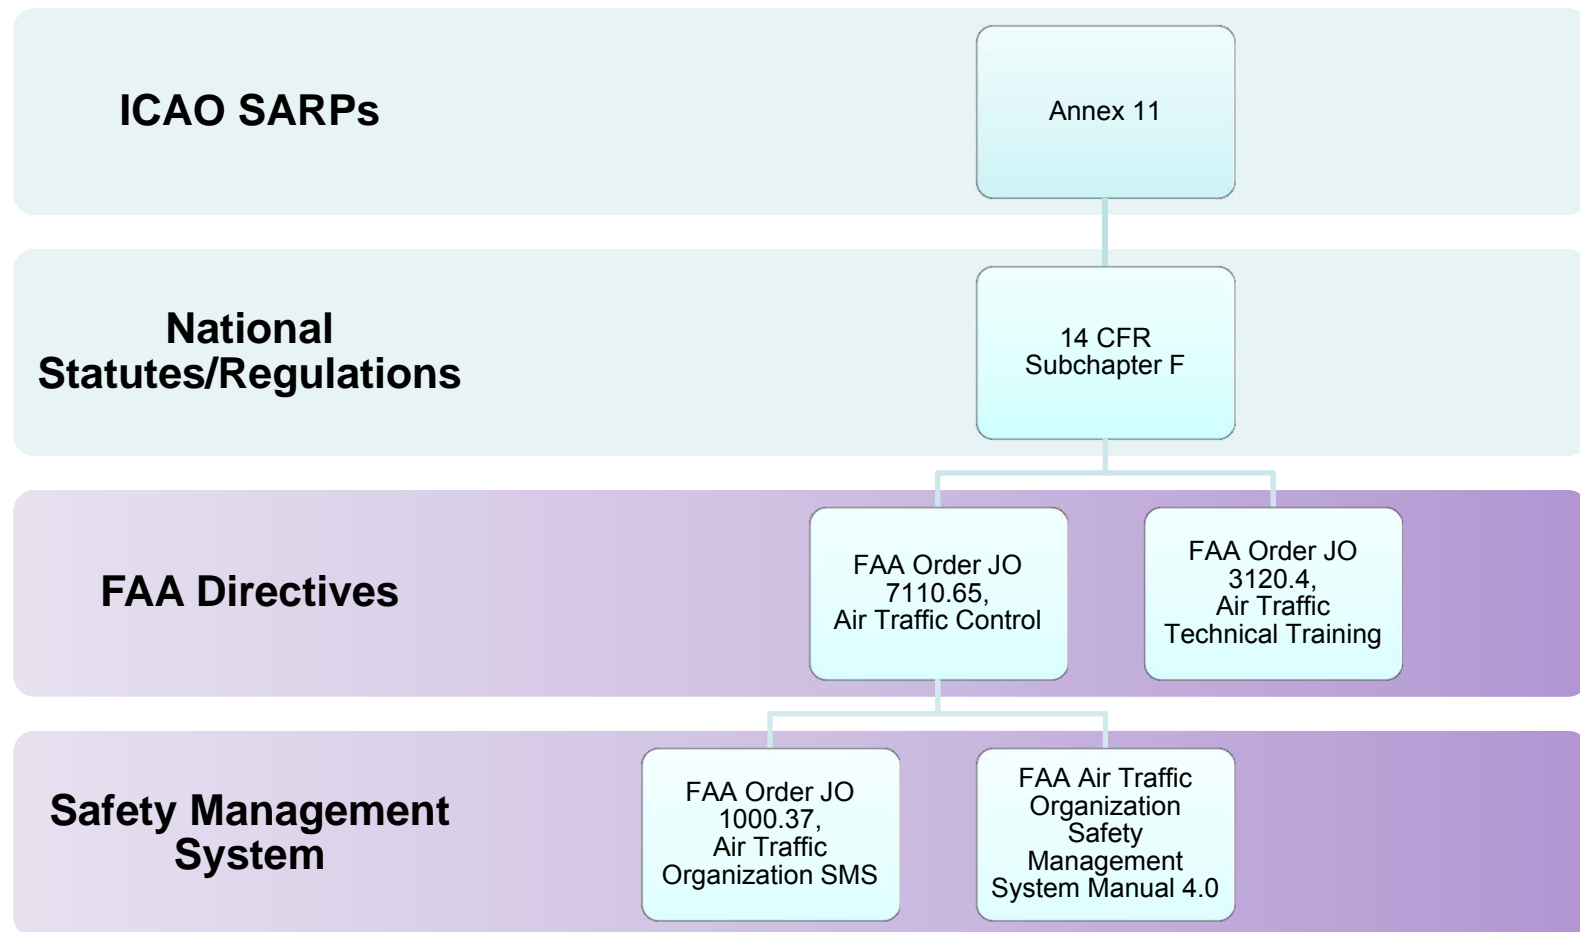 ICAO SARPs
Annex 11
National
Statutes/Regulations
14 CFR
Subchapter F
FAA Directives
FAA Order JO
7110.65,
Air Traffic Control
FAA Order JO
3120.4,
Air Traffic
Technical Training
Safety Management
System
FAA Order JO
1000.37,
Air Traffic
Organization SMS
FAA Air Traffic
Organization
Safety
Management
System Manual 4.0